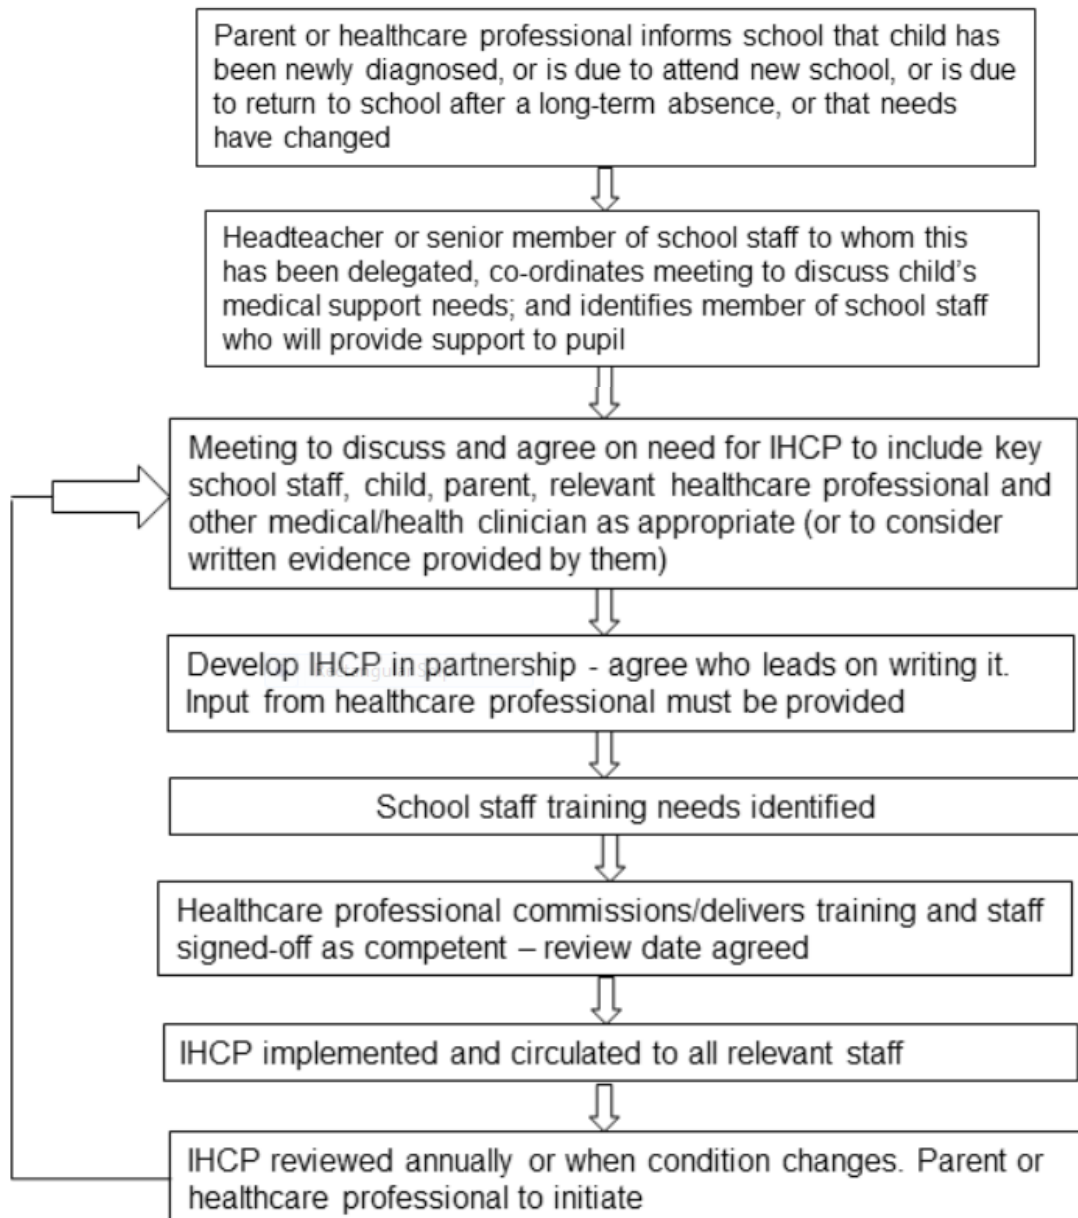 Parent or healthcare professional informs school that child has
been newly diagnosed, or is due to attend new school, or is due
to return to school after a long-term absence, or that needs
have changed
Headteacher or senior member of school staff to whom this
has been delegated, co-ordinates meeting to discuss child's
medical support needs; and identifies member of school staff
who will provide support to pupil
Meeting to discuss and agree on need for IHCP to include key
school staff, child, parent, relevant healthcare professional and
other medical/health clinician as appropriate (or to consider
written evidence provided by them)
Develop IHCP in partnership - agree who leads on writing it.
Input from healthcare professional must be provided
School staff training needs identified
Healthcare professional commissions/delivers training and staff
signed-off as competent – review date agreed
IHCP implemented and circulated to all relevant staff
IHCP reviewed annually or when condition changes. Parent or
healthcare professional to initiate